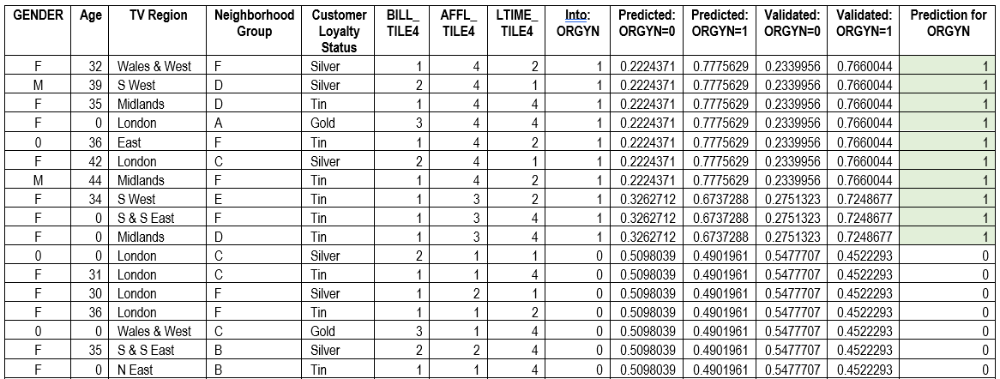 GENDER Age TV Region Neighborhood Group Customer Loyalty Status BILL_TILE4 AFFL_TILE4 LTIME_TILE4 Into: ORGYN Predicted: ORGYN=0 Predicted: ORGYN=1 Validated: ORGYN=0 Validated: ORGYN=1 Prediction for ORGYN
F 32 Wales & West F Silver 1 4 2 1 0.2224371 0.7775629 0.2339956 0.7660044 1
M 39 S West D Silver 2 4 1 1 0.2224371 0.7775629 0.2339956 0.7660044 1
F 35 Midlands D Tin 1 4 4 1 0.2224371 0.7775629 0.2339956 0.7660044 1
F 0 London A Gold 3 4 4 1 0.2224371 0.7775629 0.2339956 0.7660044 1
0 36 East F Tin 1 4 2 1 0.2224371 0.7775629 0.2339956 0.7660044 1
F 42 London C Silver 2 4 1 1 0.2224371 0.7775629 0.2339956 0.7660044 1
M 44 Midlands F Tin 1 4 2 1 0.2224371 0.7775629 0.2339956 0.7660044 1
F 34 S West E Tin 1 3 2 1 0.3262712 0.6737288 0.2751323 0.7248677 1
F 0 S & S East F Tin 1 3 4 1 0.3262712 0.6737288 0.2751323 0.7248677 1
F 0 Midlands D Tin 1 3 4 1 0.3262712 0.6737288 0.2751323 0.7248677 1
0 0 London C Silver 2 1 1 0 0.5098039 0.4901961 0.5477707 0.4522293 0
F 31 London C Tin 1 1 4 0 0.5098039 0.4901961 0.5477707 0.4522293 0
F 30 London F Silver 1 2 1 0 0.5098039 0.4901961 0.5477707 0.4522293 0
F 36 London F Tin 1 1 2 0 0.5098039 0.4901961 0.5477707 0.4522293 0
0 0 Wales & West C Gold 3 1 4 0 0.5098039 0.4901961 0.5477707 0.4522293 0
F 35 S & S East B Silver 2 2 4 0 0.5098039 0.4901961 0.5477707 0.4522293 0
F 0 N East B Tin 1 1 4 0 0.5098039 0.4901961 0.5477707 0.4522293 0